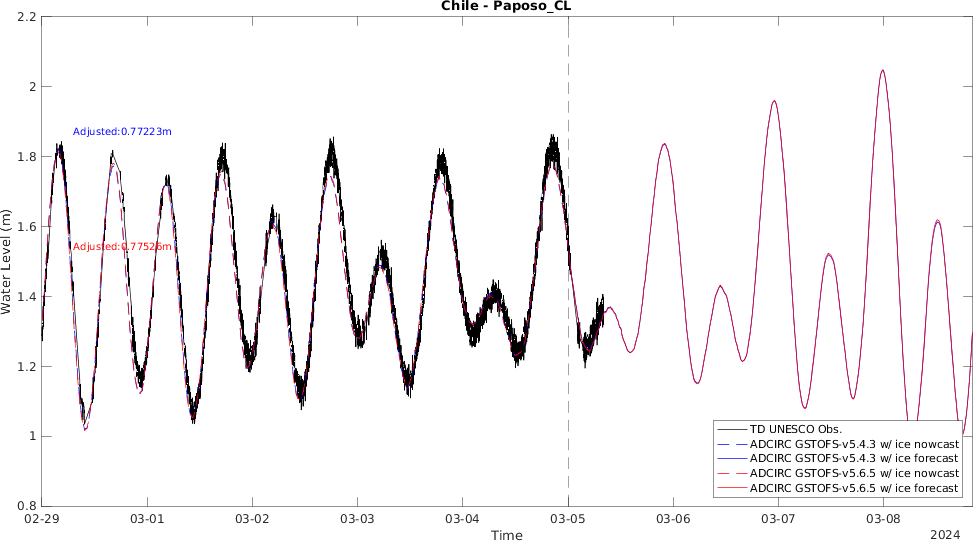 Chile - Paposo_CL
2.2
2
1.8
1.6
1.4
1.2
1
0.8
Water Level (m)
Adjusted:0.77223m
Adjusted:0.77526m
TD UNESCO Obs.
ADCIRC GSTOFS-v5.4.3 w/ ice nowcast
ADCIRC GSTOFS-v5.4.3 w/ ice forecast
ADCIRC GSTOFS-v5.6.5 w/ ice nowcast
ADCIRC GSTOFS-v5.6.5 w/ ice forecast
02-29 03-01 03-02 03-03 03-04 03-05 03-06 03-07 03-08
Time
2024